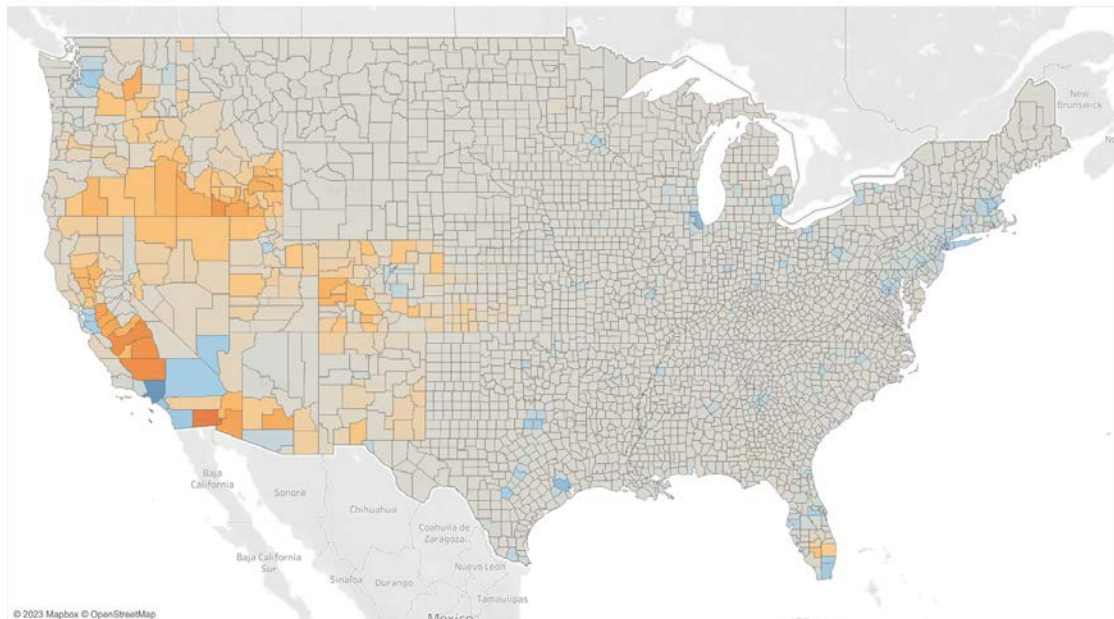 New
Brunswick
Baja
California
Sonora
Chihuahua
Coahuila de
Zaragoza
Baja California
Sur
Sinaloa
Durango
Nuevo León
Tamaulipas
Mexico
© 2023 Mapbox © OpenStreetMap